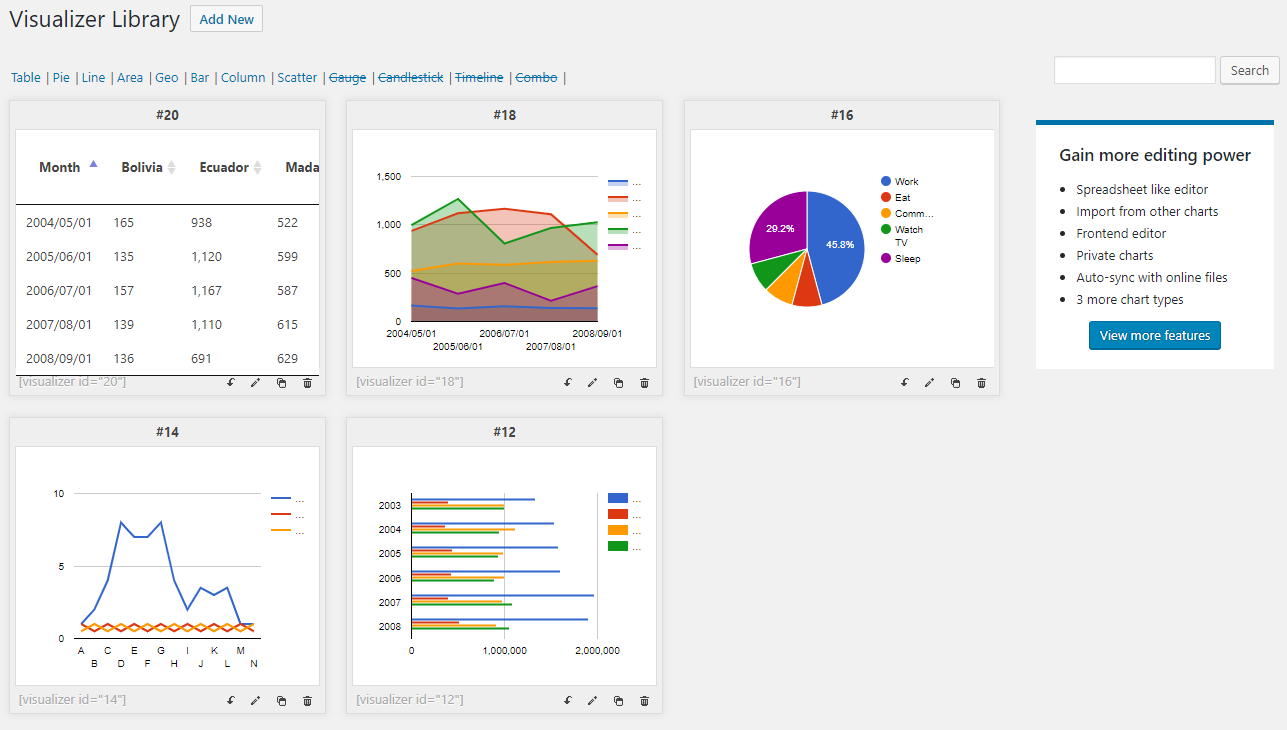 Visualizer Library Add New
Table | Pie | Line | Area | Geo | Bar | Column | Scatter | Gauge | Candlestick | Timeline | Combo |
Search
#20
Month Bolivia Ecuador Mada
2004/05/01 165 938 522
2005/06/01 135 1,120 599
2006/07/01 157 1,167 587
2007/08/01 139 1,110 615
2008/09/01 136 691 629
[visualizer id="20"]
#18
1,500
1,000
500
0
2004/05/01 2006/07/01 2008/09/01
2005/06/01 2007/08/01
...
...
...
...
...
[visualizer id="18"]
#16
29.2%
45.8%
Work
Eat
Comm...
Watch
TV
Sleep
[visualizer id="16"]
Gain more editing power
Spreadsheet like editor
Import from other charts
Frontend editor
Private charts
Auto-sync with online files
3 more chart types
View more features
#14
10
5
0
A C E G I K M
B D F H J L N
...
...
...
[visualizer id="14"]
#12
2003
2004
2005
2006
2007
2008
0 1,000,000 2,000,000
...
...
...
...
[visualizer id="12"]